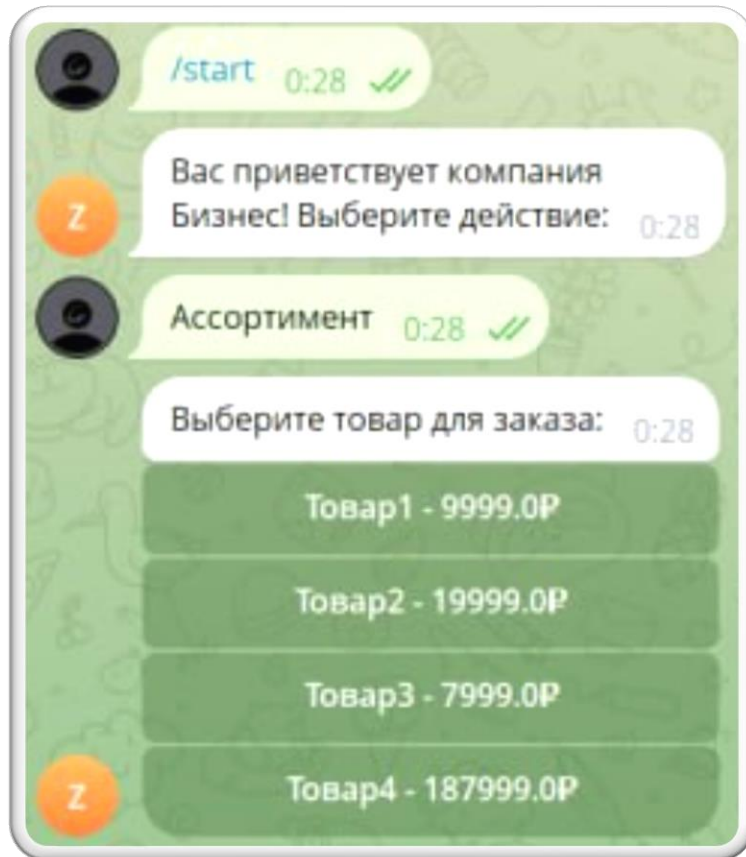 /start 0:28
Вас приветствует компания
Бизнес! Выберите действие: 0:28
Z
Ассортимент 0:28
Выберите товар для заказа: 0:28
Товар1 - 9999.0₽
Товар2 - 19999.0₽
Товар3 - 7999.0₽
Товар4 - 187999.0₽
Z